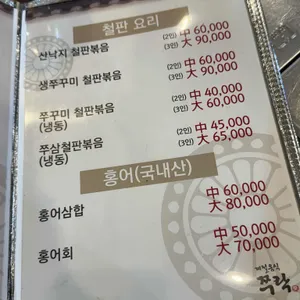 철판 요리
산낙지 철판볶음 (2인) 中 60,000
(3인) 大 90,000
생쭈꾸미 철판볶음 (2인) 中 60,000
(3인) 大 90,000
쭈꾸미 철판볶음 (2인) 中 40,000
(냉동) (3인) 大 60,000
쭈삼철판볶음 (2인) 中 45,000
(냉동) (3인) 大 65,000
홍어(국내산)
홍어삼합 中 60,000
大 80,000
홍어회 中 50,000
大 70,000